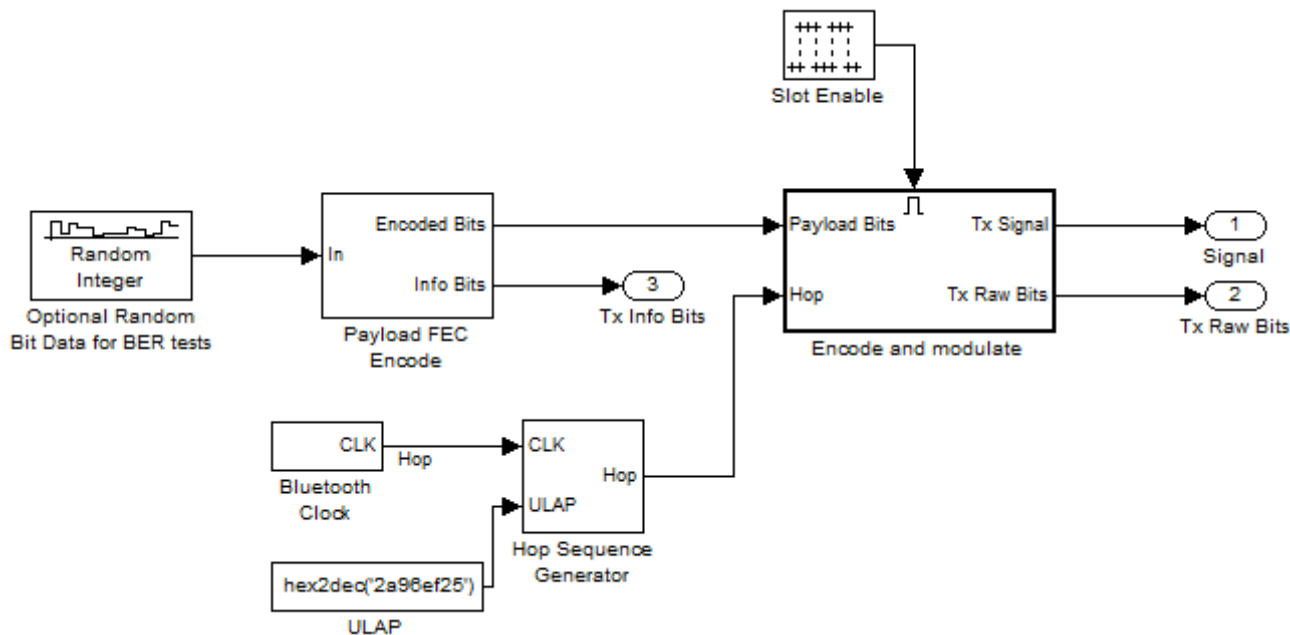 Slot Enable
Random
Integer
Optional Random
Bit Data for BER tests
In
Encoded Bits
Info Bits
Payload FEC
Encode
3
Tx Info Bits
Payload Bits
Hop
Tx Signal
Tx Raw Bits
Encode and modulate
1
Signal
2
Tx Raw Bits
CLK
Hop
Bluetooth
Clock
CLK
ULAP
Hop
Hop Sequence
Generator
hex2dec('2a96ef25')
ULAP